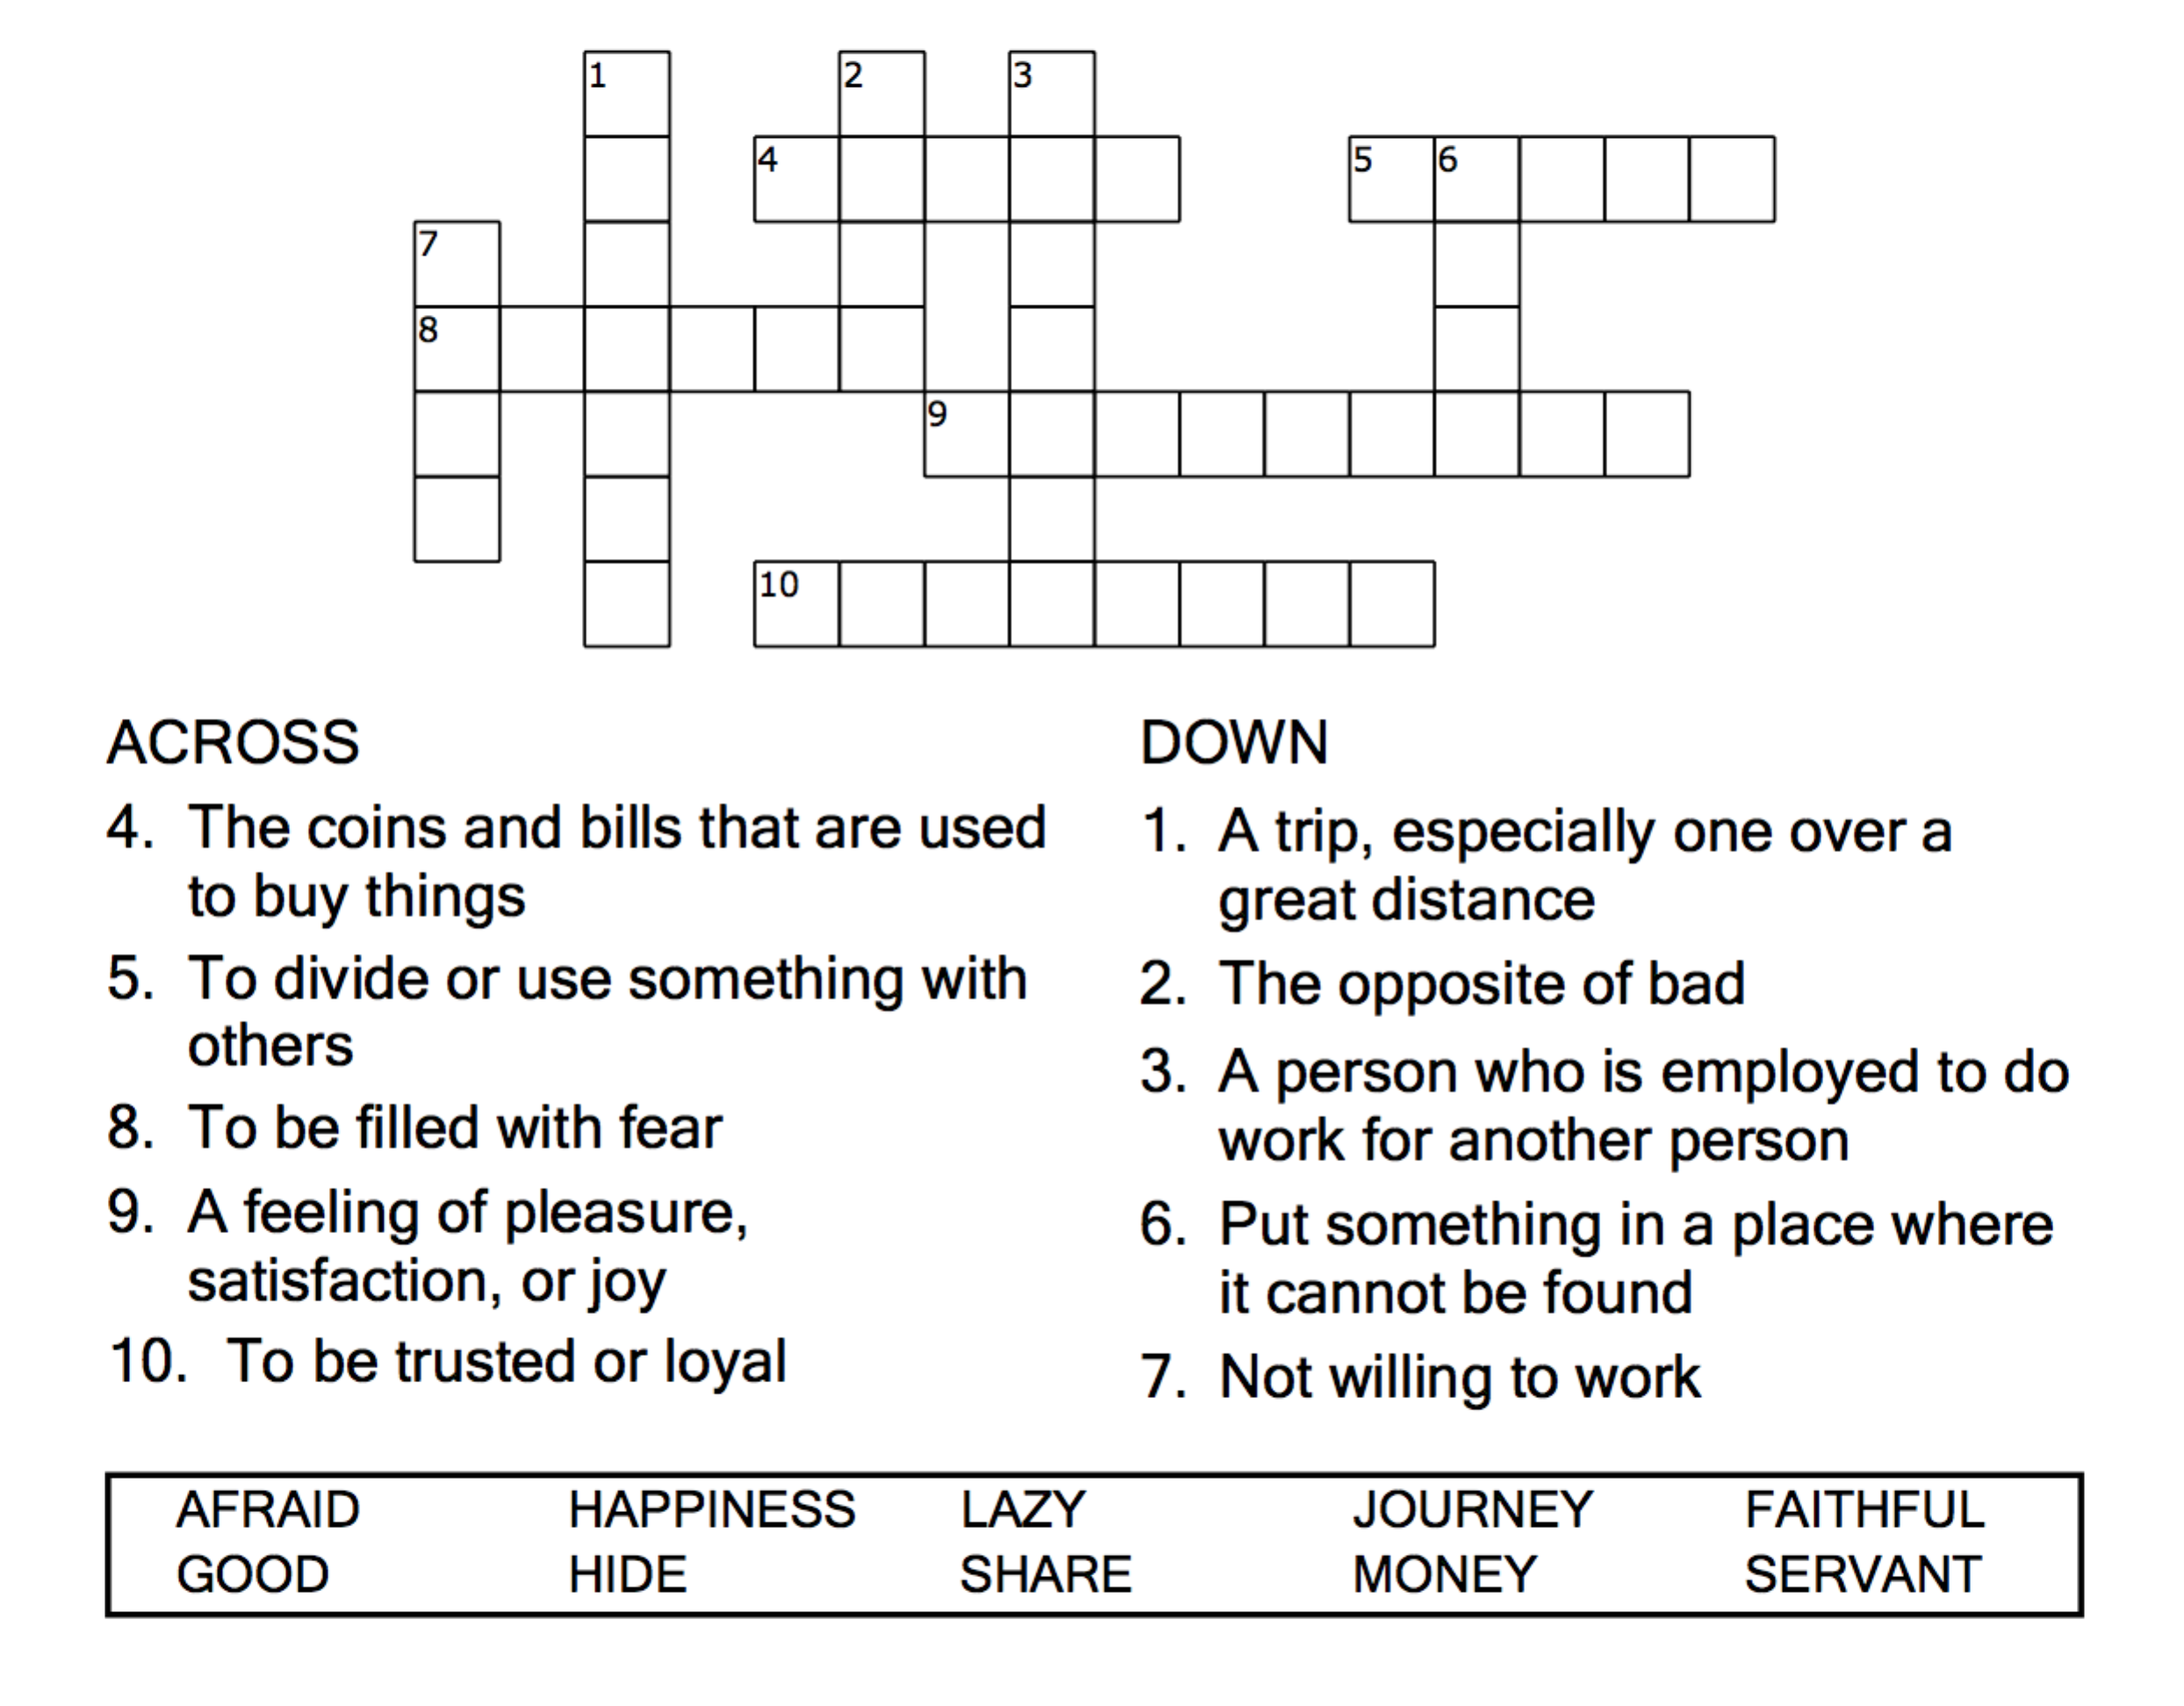 1 2 3
4 5 6
7
8
9
10
ACROSS
4. The coins and bills that are used
to buy things
5. To divide or use something with
others
8. To be filled with fear
9. A feeling of pleasure,
satisfaction, or joy
10. To be trusted or loyal
DOWN
1. A trip, especially one over a
great distance
2. The opposite of bad
3. A person who is employed to do
work for another person
6. Put something in a place where
it cannot be found
7. Not willing to work
AFRAID HAPPINESS LAZY JOURNEY FAITHFUL
GOOD HIDE SHARE MONEY SERVANT